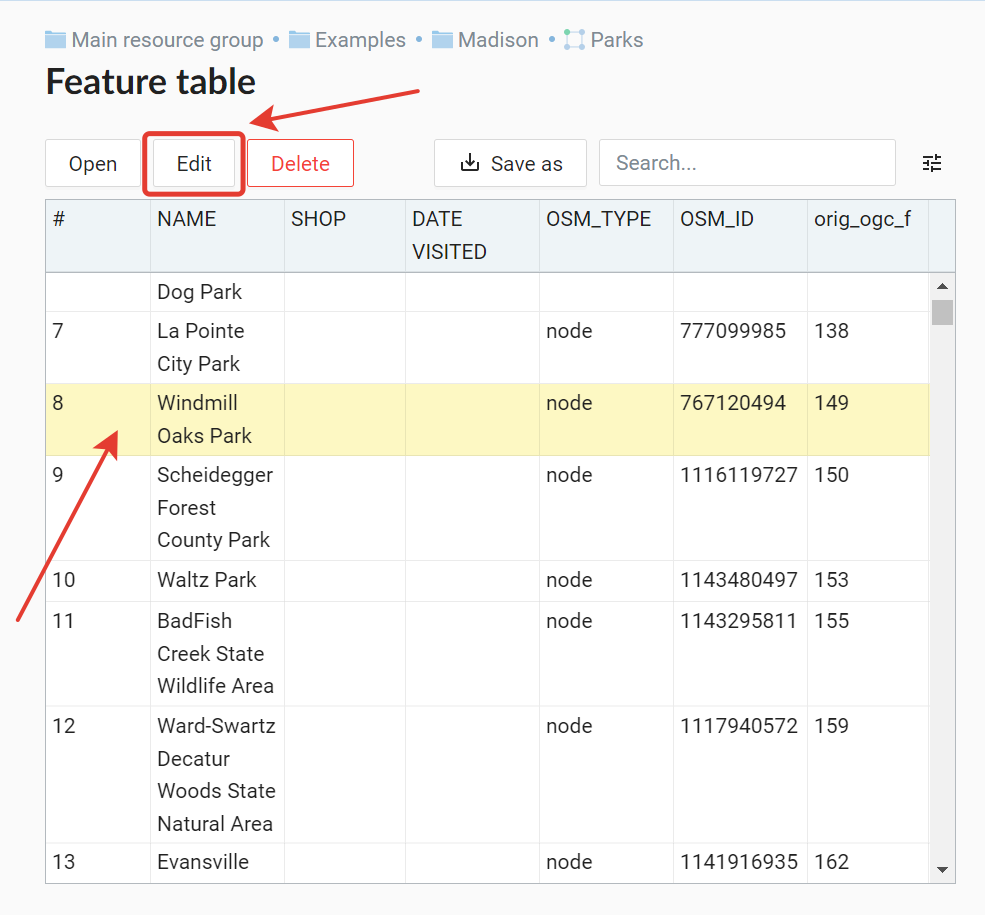 Main resource group • Examples • Madison • Parks
Feature table
Open Edit Delete Save as Search...
# NAME SHOP DATE OSM_TYPE OSM_ID orig_ogc_f
VISITED
Dog Park
7 La Pointe node 777099985 138
City Park
8 Windmill node 767120494 149
Oaks Park
9 Scheidegger node 1116119727 150
Forest
County Park
10 Waltz Park node 1143480497 153
11 BadFish node 1143295811 155
Creek State
Wildlife Area
12 Ward-Swartz node 1117940572 159
Decatur
Woods State
Natural Area
13 Evansville node 1141916935 162